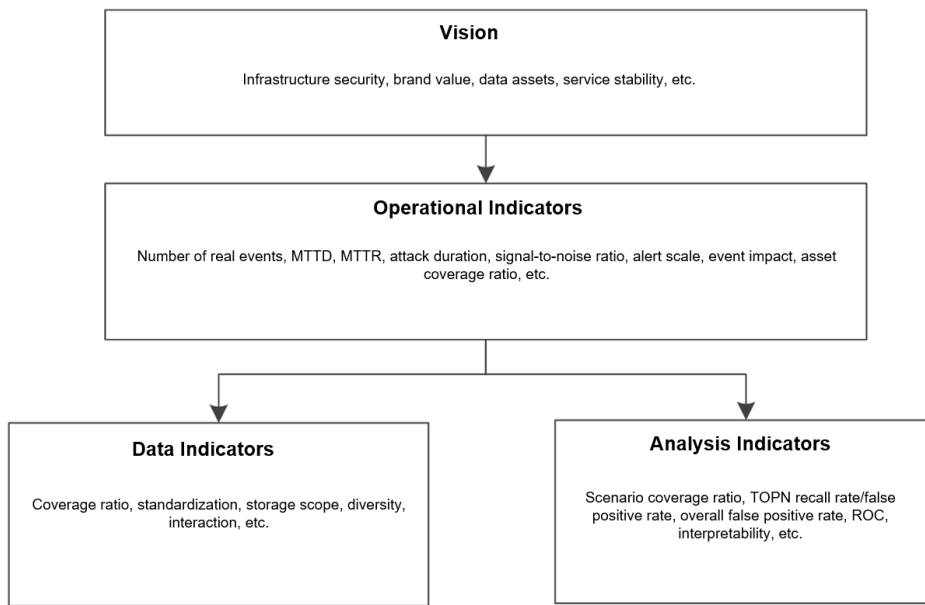 Vision
Infrastructure security, brand value, data assets, service stability, etc.
Operational Indicators
Number of real events, MTTD, MTTR, attack duration, signal-to-noise ratio, alert scale, event impact, asset
coverage ratio, etc.
Data Indicators
Coverage ratio, standardization, storage scope, diversity,
interaction, etc.
Analysis Indicators
Scenario coverage ratio, TOPN recall rate/false
positive rate, overall false positive rate, ROC,
interpretability, etc.